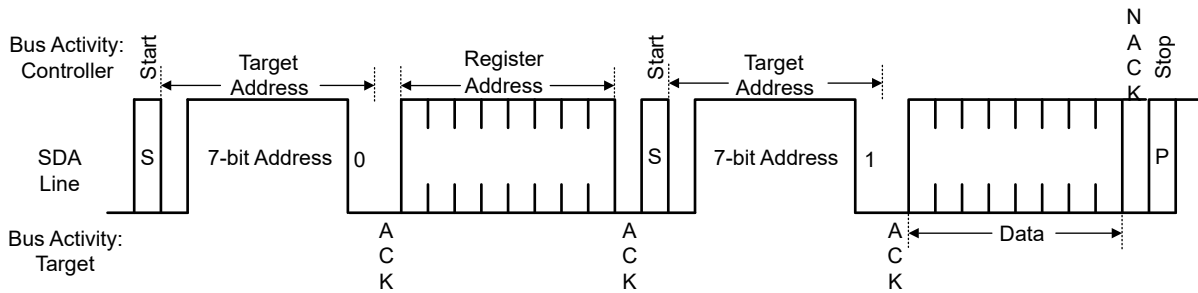 Bus Activity:
Controller
Start
Target
Address
Register
Address
Start
Target
Address
N
A
C
K
Stop
SDA
Line
S
7-bit Address
0
S
7-bit Address
1
P
Bus Activity:
Target
A
C
K
A
C
K
A
C
K
Data